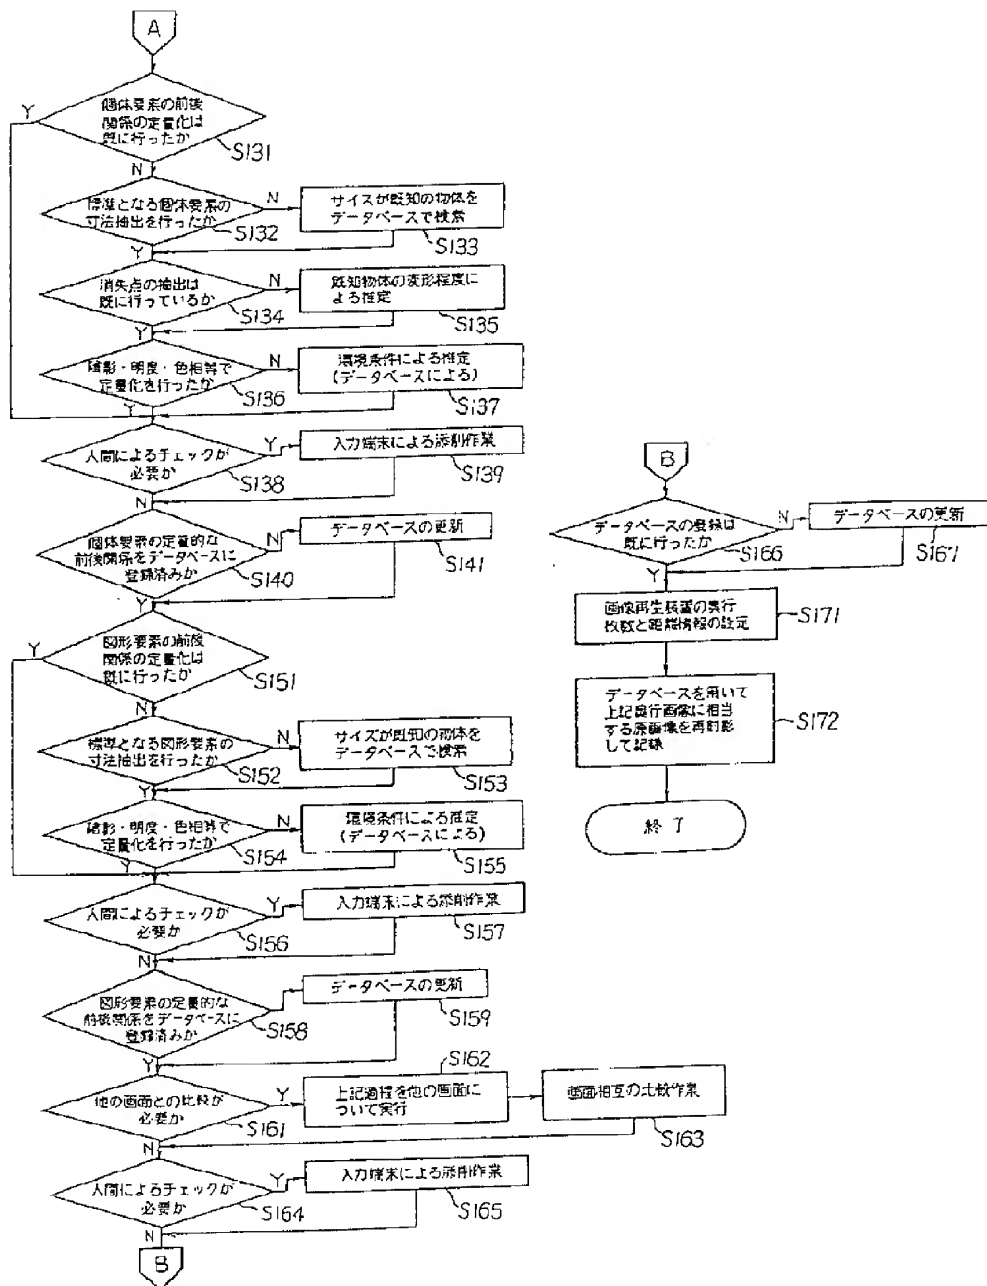 A
個体要素の前後
関係の定量化は
既に行ったか
Y
S131
N
標準となる個体要素の
寸法抽出を行ったか
N
S132
Y
サイズが既知の物体を
データベースで検索
S133
消失点の抽出は
既に行っているか
N
S134
Y
既知物体の変形程度に
よる推定
S135
陰影・明度・色相等で
定量化を行ったか
N
S136
Y
環境条件による推定
(データベースによる)
S137
人間によるチェックが
必要か
Y
S138
N
入力端末による添削作業
S139
個体要素の定量的な
前後関係をデータベースに
登録済みか
N
S140
Y
データベースの更新
S141
図形要素の前後
関係の定量化は
既に行ったか
Y
S151
N
標準となる図形要素の
寸法抽出を行ったか
N
S152
Y
サイズが既知の物体を
データベースで検索
S153
陰影・明度・色相等で
定量化を行ったか
N
S154
Y
環境条件による推定
(データベースによる)
S155
人間によるチェックが
必要か
Y
S156
N
入力端末による添削作業
S157
図形要素の定量的な
前後関係をデータベースに
登録済みか
S158
Y
データベースの更新
S159
他の画面との比較が
必要か
Y
S161
N
上記過程を他の画面に
ついて実行
S162
画面相互の比較作業
S163
人間によるチェックが
必要か
Y
S164
N
入力端末による添削作業
S165
B
B
データベースの登録は
既に行ったか
N
S166
Y
データベースの更新
S167
画像再生装置の奥行
枚数と距離情報の設定
S171
データベースを用いて
上記奥行画像に相当
する原画像を再射影
して記録
S172
終了